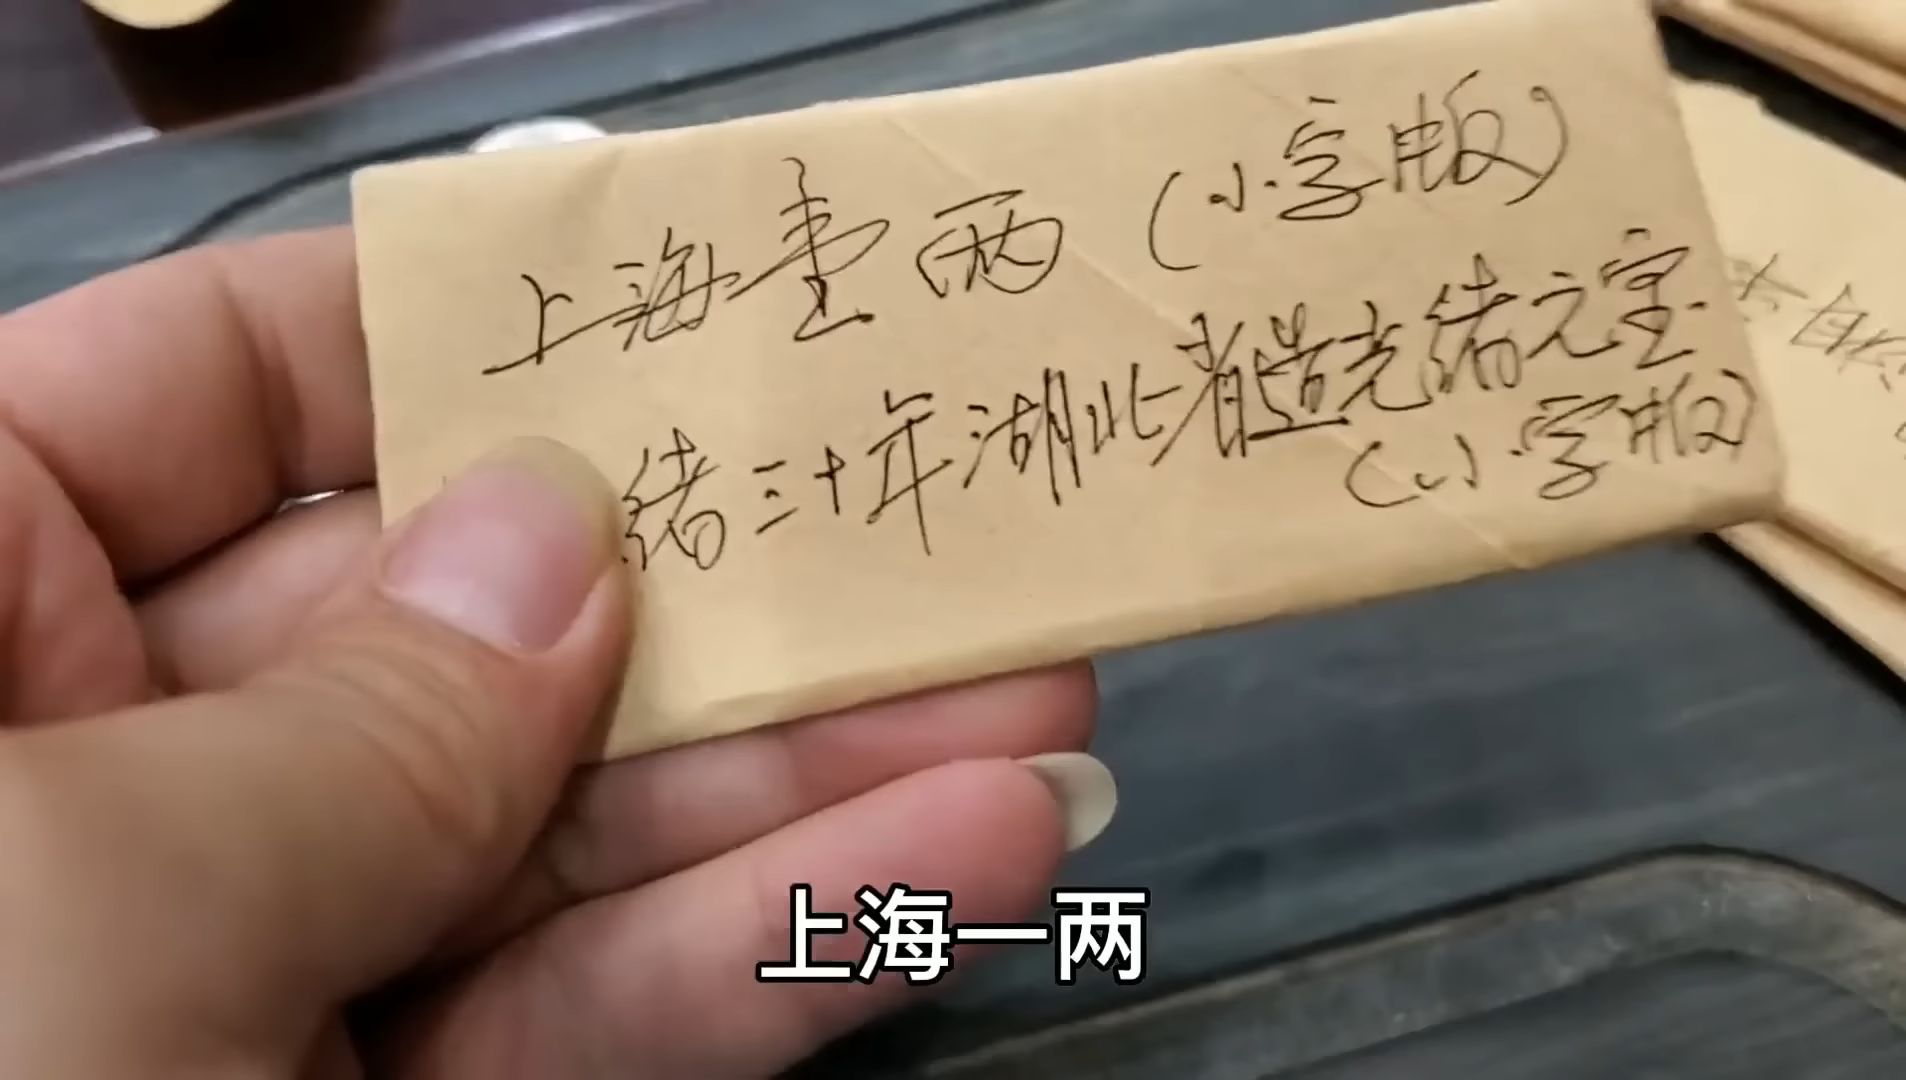 上海壹两（小字版）
绪三十年湖北省造光绪元宝
（小字版）
上海一两